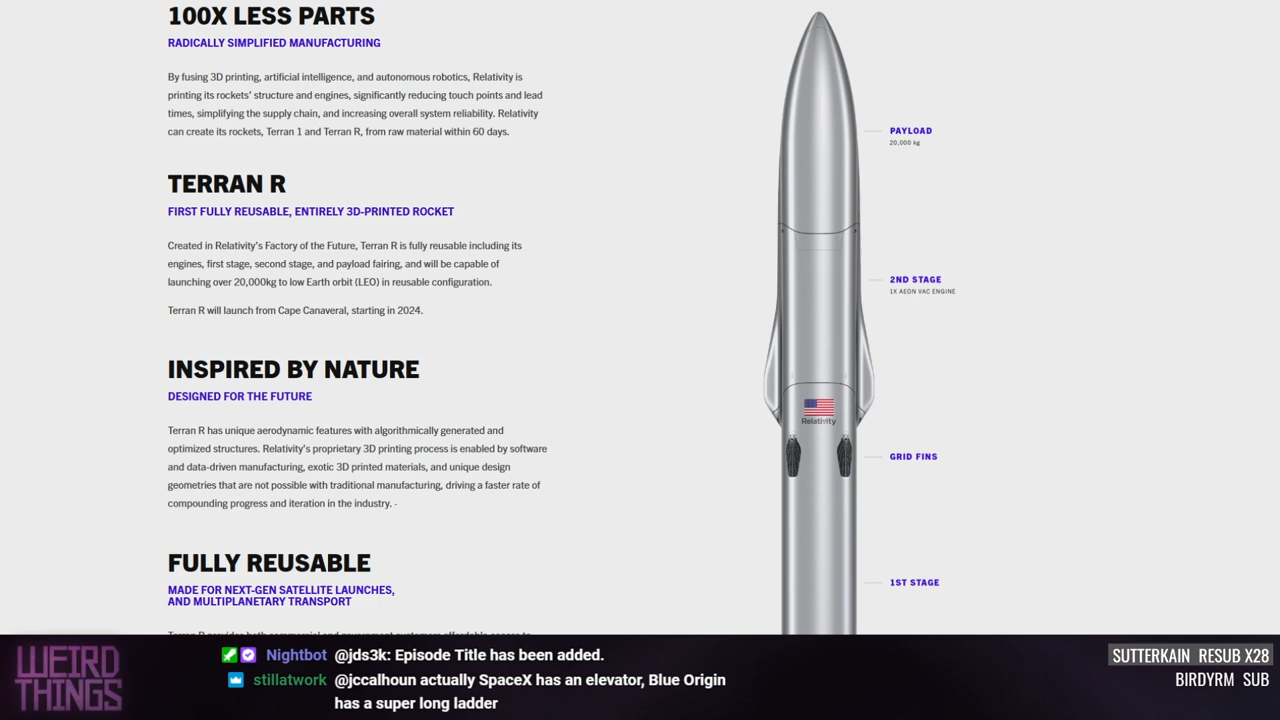 100X LESS PARTS
RADICALLY SIMPLIFIED MANUFACTURING
By fusing 3D printing, artificial intelligence, and autonomous robotics, Relativity is
printing its rockets' structure and engines, significantly reducing touch points and lead
times, simplifying the supply chain, and increasing overall system reliability. Relativity
can create its rockets, Terran 1 and Terran R, from raw material within 60 days.
TERRAN R
FIRST FULLY REUSABLE, ENTIRELY 3D-PRINTED ROCKET
Created in Relativity's Factory of the Future, Terran R is fully reusable including its
engines, first stage, second stage, and payload fairing, and will be capable of
launching over 20,000kg to low Earth orbit (LEO) in reusable configuration.
Terran R will launch from Cape Canaveral, starting in 2024.
INSPIRED BY NATURE
DESIGNED FOR THE FUTURE
Terran R has unique aerodynamic features with algorithmically generated and
optimized structures. Relativity's proprietary 3D printing process is enabled by software
and data-driven manufacturing, exotic 3D printed materials, and unique design
geometries that are not possible with traditional manufacturing, driving a faster rate of
compounding progress and iteration in the industry. -
FULLY REUSABLE
MADE FOR NEXT-GEN SATELLITE LAUNCHES,
AND MULTIPLANETARY TRANSPORT
Terran R provides both commercial and government customers affordable access to
PAYLOAD
20,000 kg
2ND STAGE
1X AEON VAC ENGINE
Relativity
GRID FINS
1ST STAGE
WEIRD
THINGS
Nightbot @jds3k: Episode Title has been added.
stillatwork @jccalhoun actually SpaceX has an elevator, Blue Origin
has a super long ladder
SUTTERKAIN RESUB X28
BIRDYRM SUB